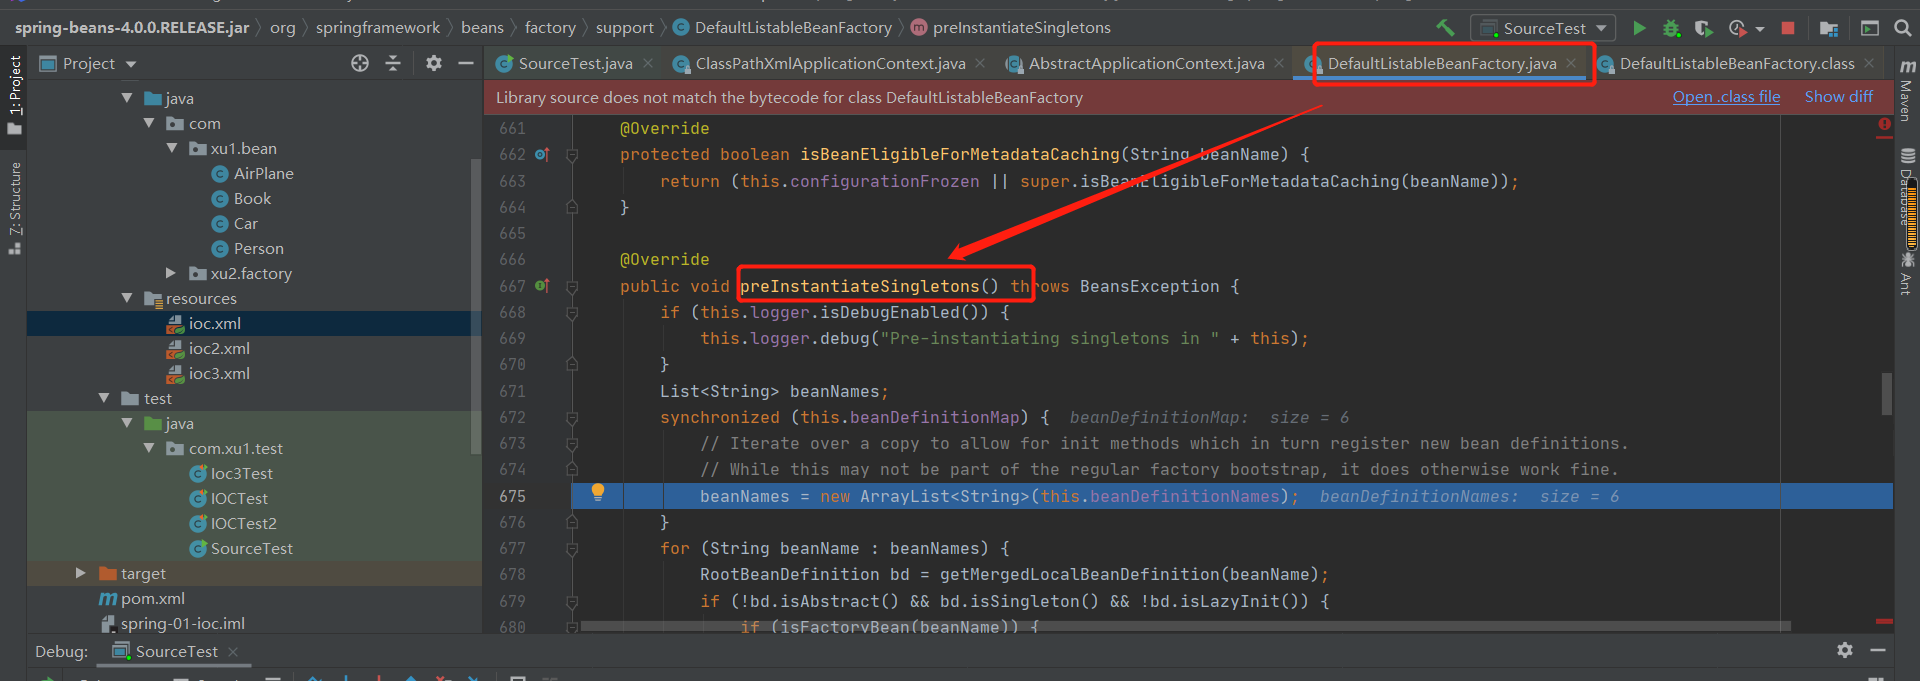 spring-beans-4.0.0.RELEASE.jar org springframework beans factory support DefaultListableBeanFactory preInstantiateSingletons
SourceTest
Project
SourceTest.java ClassPathXmlApplicationContext.java AbstractApplicationContext.java DefaultListableBeanFactory.java DefaultListableBeanFactory.class
1: Project
7: Structure
Maven
Database
Ant
java
com
xu1.bean
AirPlane
Book
Car
Person
xu2.factory
resources
ioc.xml
ioc2.xml
ioc3.xml
test
java
com.xu1.test
Ioc3Test
IOCTest
IOCTest2
SourceTest
target
pom.xml
spring-01-ioc.iml
Library source does not match the bytecode for class DefaultListableBeanFactory Open .class file Show diff
661 @Override
662 protected boolean isBeanEligibleForMetadataCaching(String beanName) {
663 return (this.configurationFrozen || super.isBeanEligibleForMetadataCaching(beanName));
664 }
665
666 @Override
667 public void preInstantiateSingletons() throws BeansException {
668 if (this.logger.isDebugEnabled()) {
669 this.logger.debug("Pre-instantiating singletons in " + this);
670 }
671 List<String> beanNames;
672 synchronized (this.beanDefinitionMap) { beanDefinitionMap: size = 6
673 // Iterate over a copy to allow for init methods which in turn register new bean definitions.
674 // While this may not be part of the regular factory bootstrap, it does otherwise work fine.
675 beanNames = new ArrayList<String>(this.beanDefinitionNames); beanDefinitionNames: size = 6
676 }
677 for (String beanName : beanNames) {
678 RootBeanDefinition bd = getMergedLocalBeanDefinition(beanName);
679 if (!bd.isAbstract() && bd.isSingleton() && !bd.isLazyInit()) {
680 if (isFactoryBean(beanName)) {
Debug: SourceTest